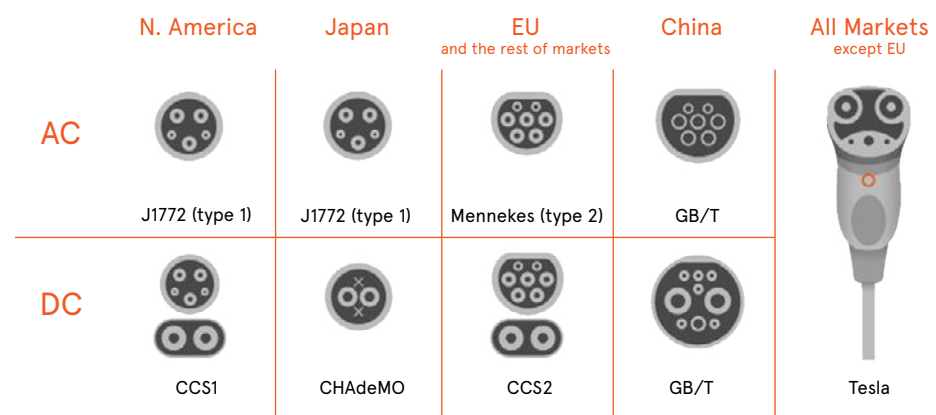 N. America
Japan
EU
and the rest of markets
China
All Markets
except EU
AC
J1772 (type 1)
J1772 (type 1)
Mennekes (type 2)
GB/T
DC
CCS1
CHAdeMO
CCS2
GB/T
Tesla